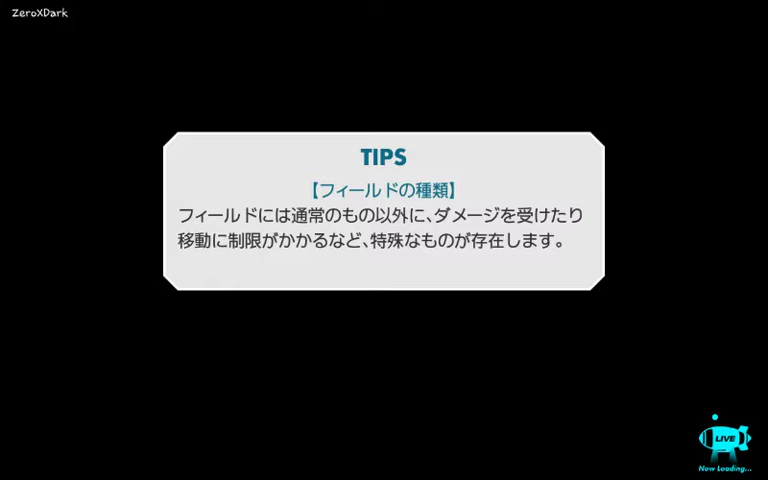 ZeroXDark
TIPS
【フィールドの種類】
フィールドには通常のもの以外に、ダメージを受けたり
移動に制限がかかるなど、特殊なものが存在します。
LIVE
Now Loading...